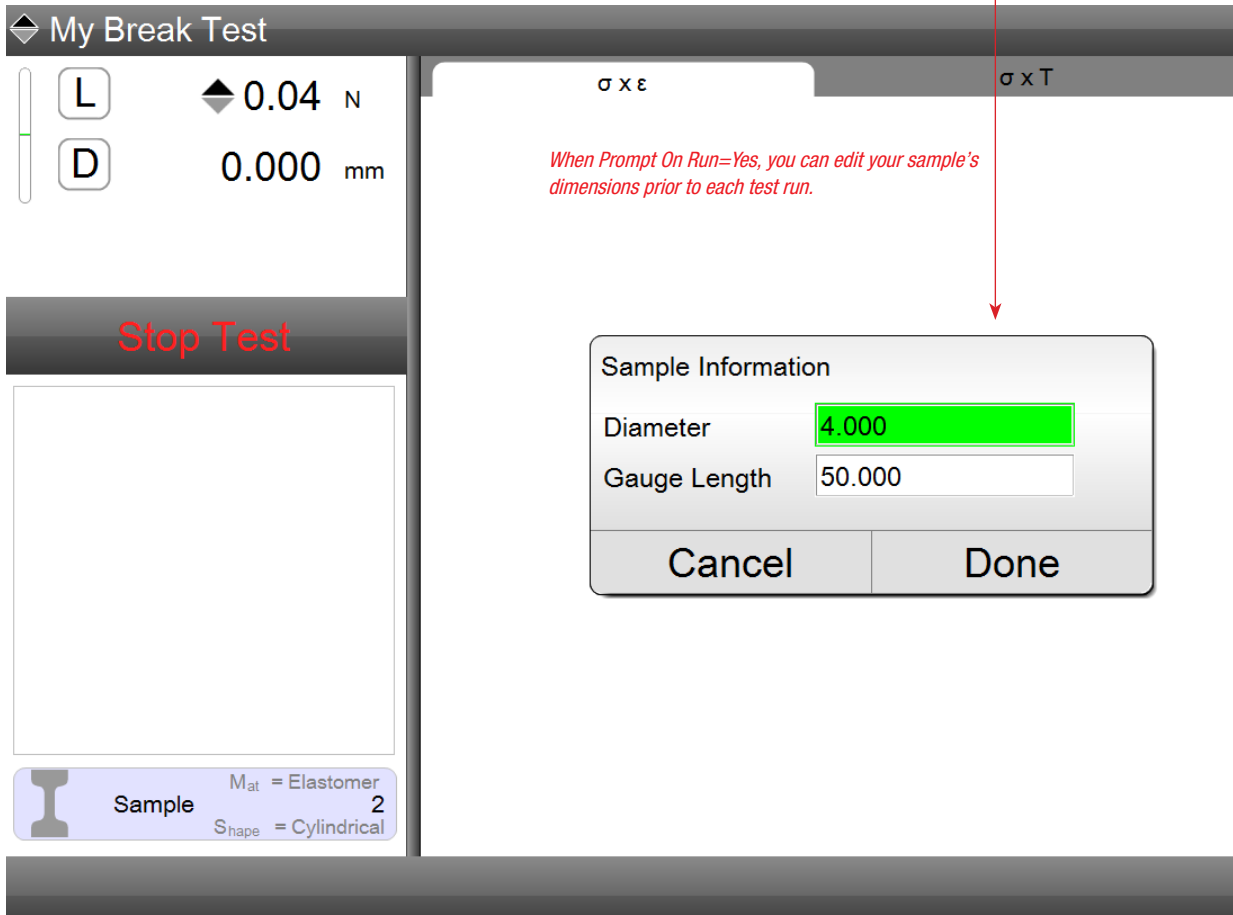 My Break Test
L 0.04 N
D 0.000 mm
Stop Test
Mat = Elastomer
Sample 2
Shape = Cylindrical
σ x ε
σ x T
When Prompt On Run=Yes, you can edit your sample's
dimensions prior to each test run.
Sample Information
Diameter 4.000
Gauge Length 50.000
Cancel Done